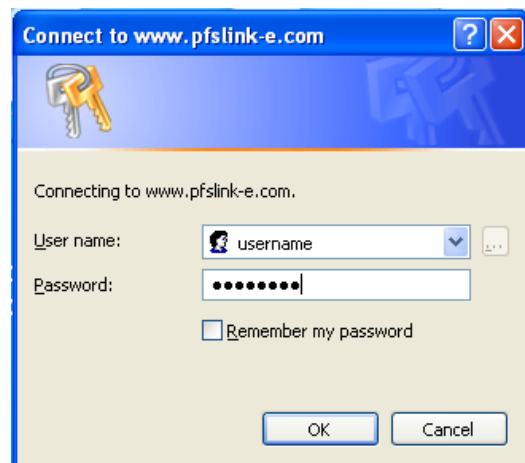 Connect to www.pfslink-e.com
Connecting to www.pfslink-e.com.
User name: username
...
Password: ●●●●●●●●
Remember my password
OK Cancel